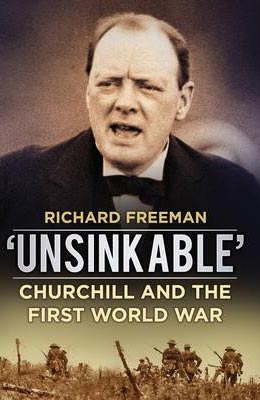 RICHARD FREEMAN
‘UNSINKABLE’
CHURCHILL AND THE
FIRST WORLD WAR